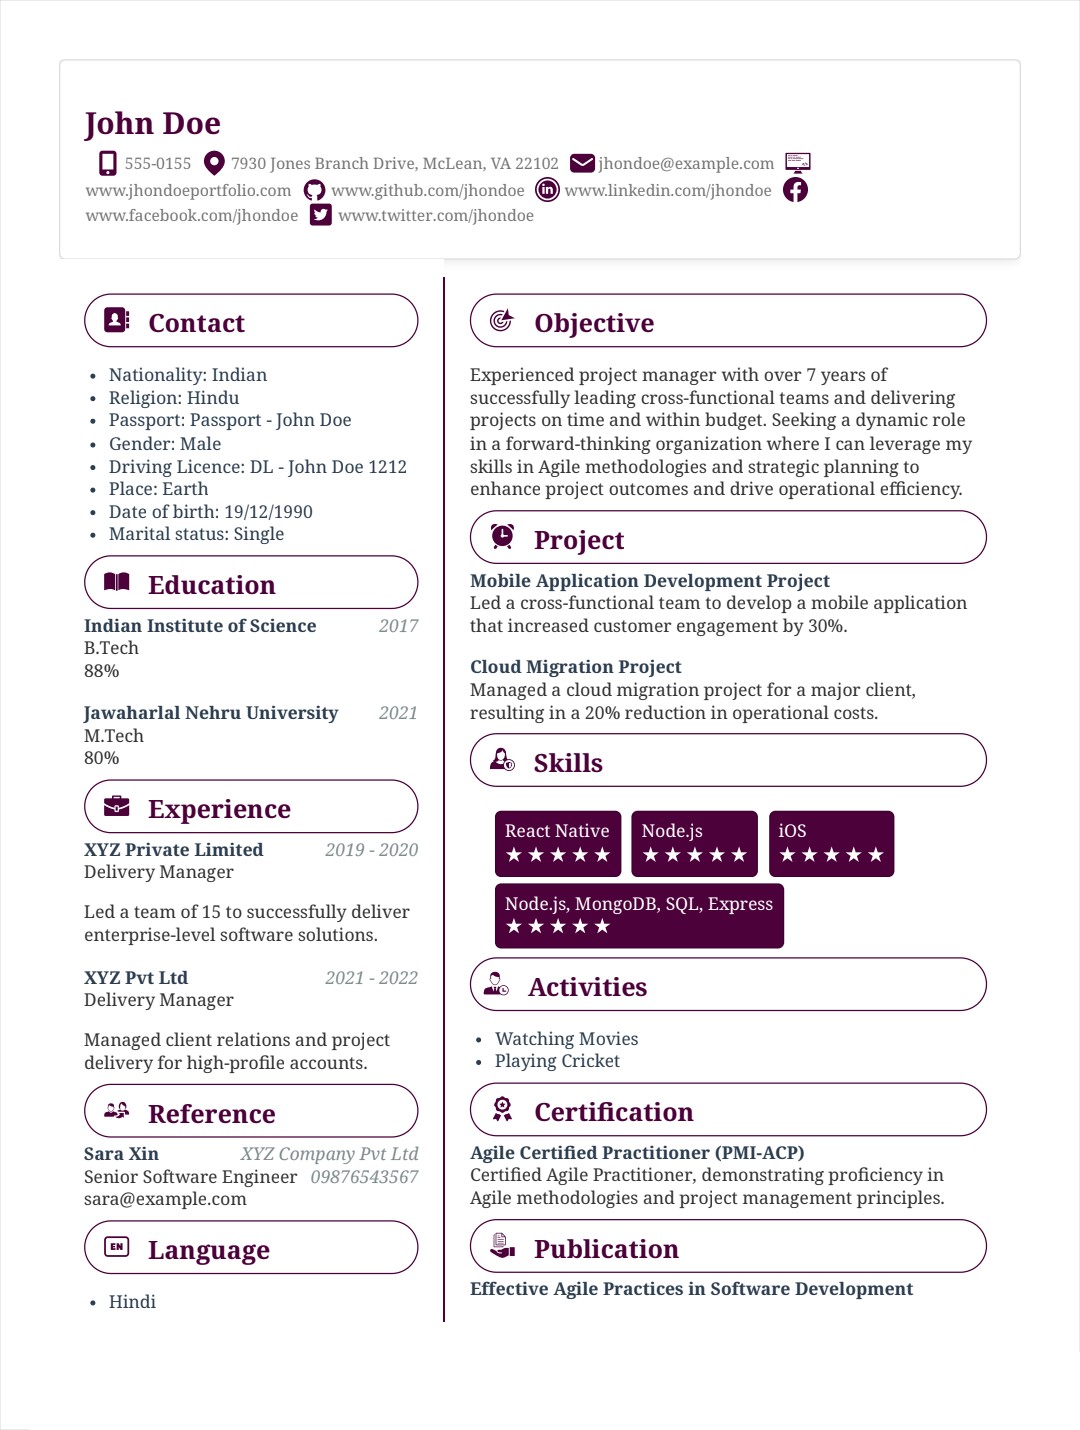 John Doe
555-0155 7930 Jones Branch Drive, McLean, VA 22102 jhondoe@example.com
www.jhondoeportfolio.com www.github.com/jhondoe www.linkedin.com/jhondoe
www.facebook.com/jhondoe www.twitter.com/jhondoe
Contact
• Nationality: Indian
• Religion: Hindu
• Passport: Passport - John Doe
• Gender: Male
• Driving Licence: DL - John Doe 1212
• Place: Earth
• Date of birth: 19/12/1990
• Marital status: Single
Education
Indian Institute of Science 2017
B.Tech
88%
Jawaharlal Nehru University 2021
M.Tech
80%
Experience
XYZ Private Limited 2019 - 2020
Delivery Manager
Led a team of 15 to successfully deliver
enterprise-level software solutions.
XYZ Pvt Ltd 2021 - 2022
Delivery Manager
Managed client relations and project
delivery for high-profile accounts.
Reference
Sara Xin XYZ Company Pvt Ltd
Senior Software Engineer 09876543567
sara@example.com
EN Language
• Hindi
Objective
Experienced project manager with over 7 years of
successfully leading cross-functional teams and delivering
projects on time and within budget. Seeking a dynamic role
in a forward-thinking organization where I can leverage my
skills in Agile methodologies and strategic planning to
enhance project outcomes and drive operational efficiency.
Project
Mobile Application Development Project
Led a cross-functional team to develop a mobile application
that increased customer engagement by 30%.
Cloud Migration Project
Managed a cloud migration project for a major client,
resulting in a 20% reduction in operational costs.
Skills
React Native Node.js iOS
★★★★★ ★★★★★ ★★★★★
Node.js, MongoDB, SQL, Express
★★★★★
Activities
• Watching Movies
• Playing Cricket
Certification
Agile Certified Practitioner (PMI-ACP)
Certified Agile Practitioner, demonstrating proficiency in
Agile methodologies and project management principles.
Publication
Effective Agile Practices in Software Development